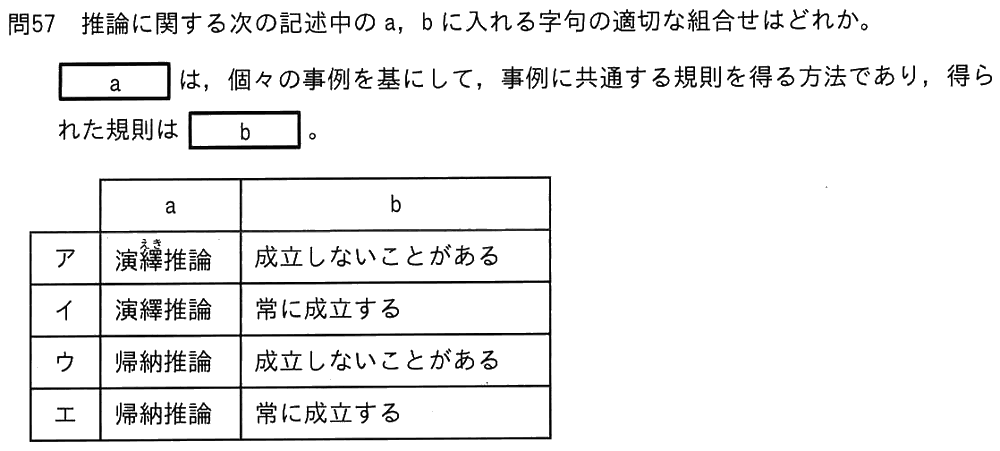 問57　推論に関する次の記述中の a，b に入れる字句の適切な組合せはどれか。
a は，個々の事例を基にして，事例に共通する規則を得る方法であり，得ら
れた規則は b 。
a b
えき
ア 演繹推論 成立しないことがある
イ 演繹推論 常に成立する
ウ 帰納推論 成立しないことがある
エ 帰納推論 常に成立する